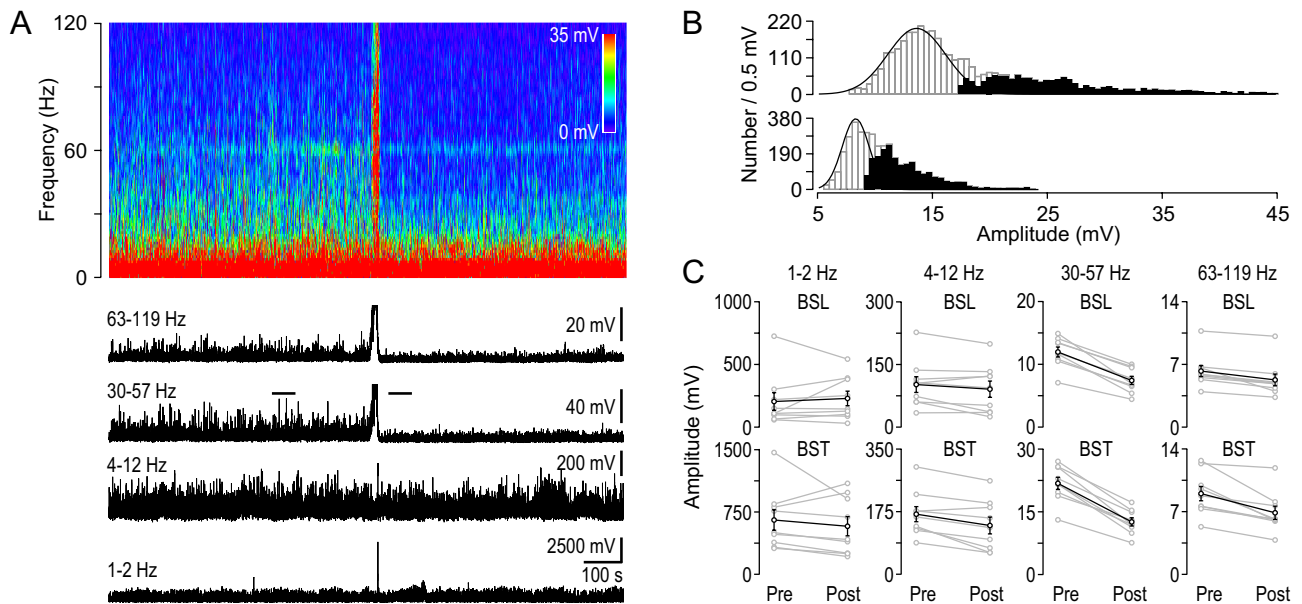 A
120
60
0
Frequency (Hz)
35 mV
0 mV
63-119 Hz
20 mV
30-57 Hz
40 mV
4-12 Hz
200 mV
1-2 Hz
2500 mV
100 s
B
220
110
0
380
190
0
Number / 0.5 mV
5 15 25 35 45
Amplitude (mV)
C
1-2 Hz 4-12 Hz 30-57 Hz 63-119 Hz
Amplitude (mV)
1000
500
0
BSL
300
150
0
BSL
20
10
0
BSL
14
7
0
BSL
1500
750
0
BST
350
175
0
BST
30
15
0
BST
14
7
0
BST
Pre Post Pre Post Pre Post Pre Post